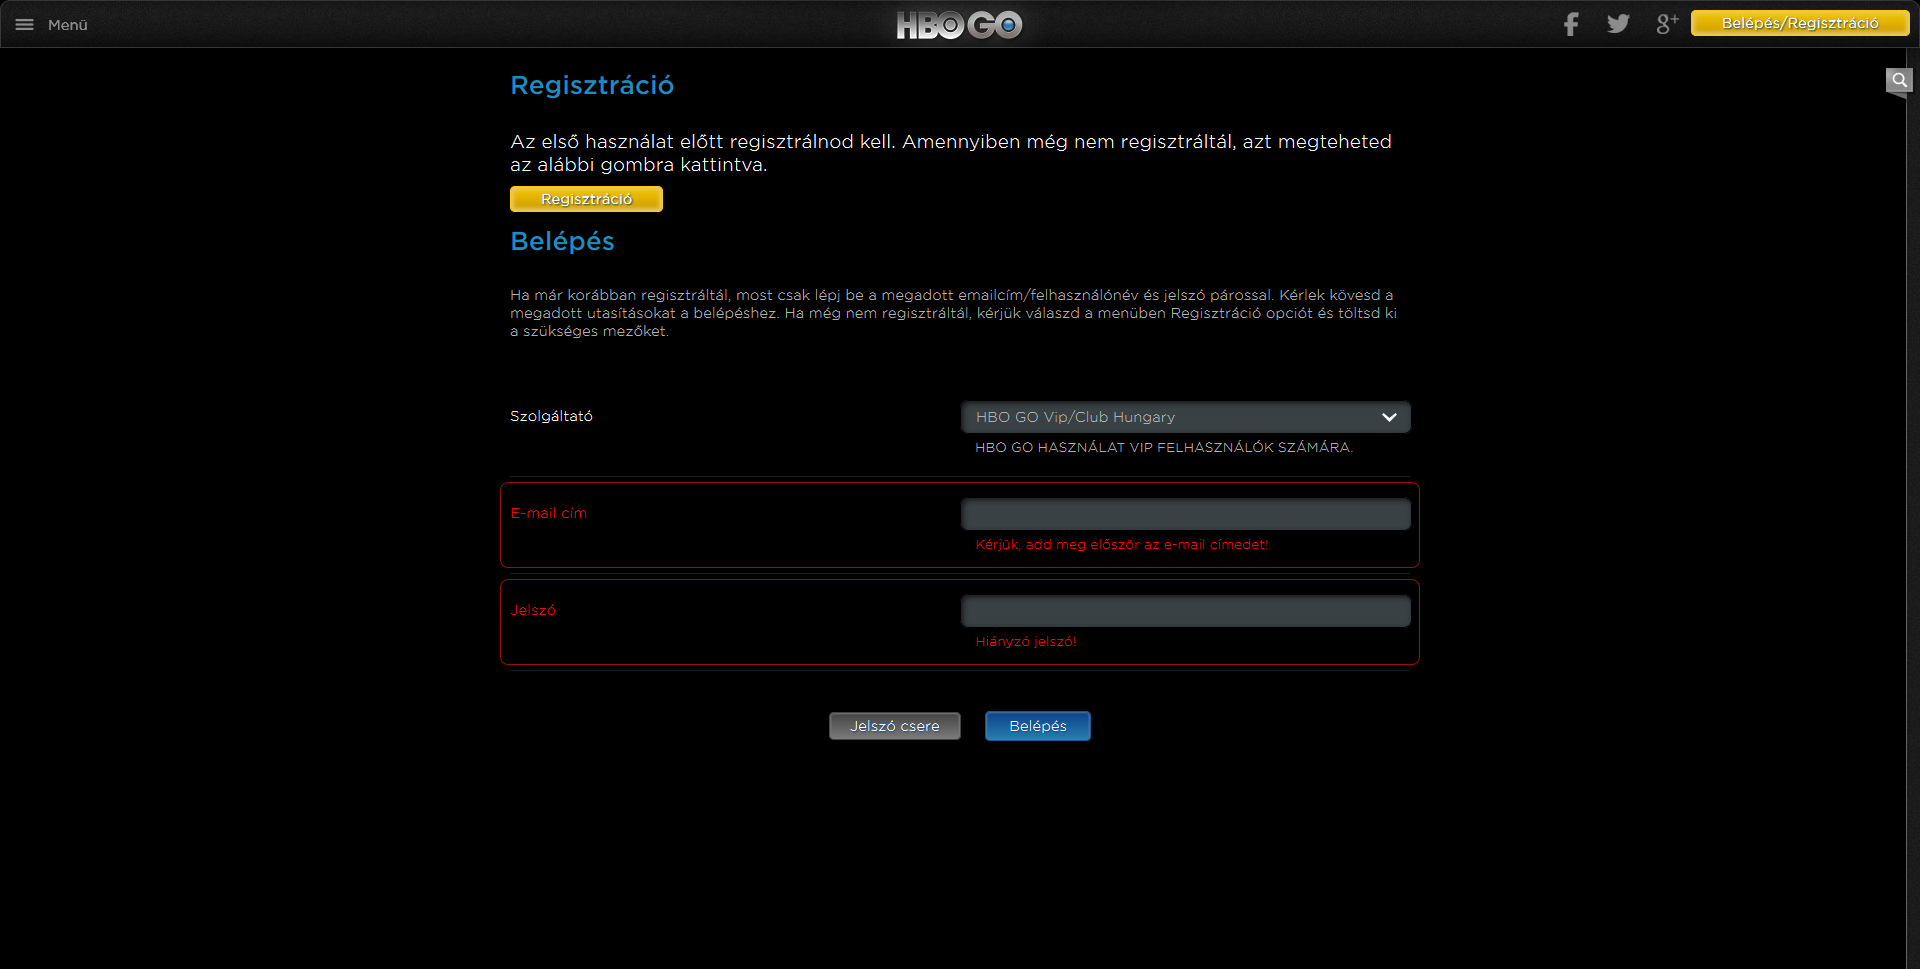 Menü
HBO GO
8+
Belépés/Regisztráció
Regisztráció
Az első használat előtt regisztrálnod kell. Amennyiben még nem regisztráltál, azt megteheted
az alábbi gombra kattintva.
Regisztráció
Belépés
Ha már korábban regisztráltál, most csak lépj be a megadott emailcím/felhasználónév és jelszó párossal. Kérlek kövesd a
megadott utasításokat a belépéshez. Ha még nem regisztráltál, kérjük válaszd a menüben Regisztráció opciót és töltsd ki
a szükséges mezőket.
Szolgáltató
HBO GO Vip/Club Hungary
HBO GO HASZNÁLAT VIP FELHASZNÁLÓK SZÁMÁRA.
E-mail cím
Kérjük, add meg először az e-mail címedet!
Jelszó
Hiányzó jelszó!
Jelszó csere
Belépés